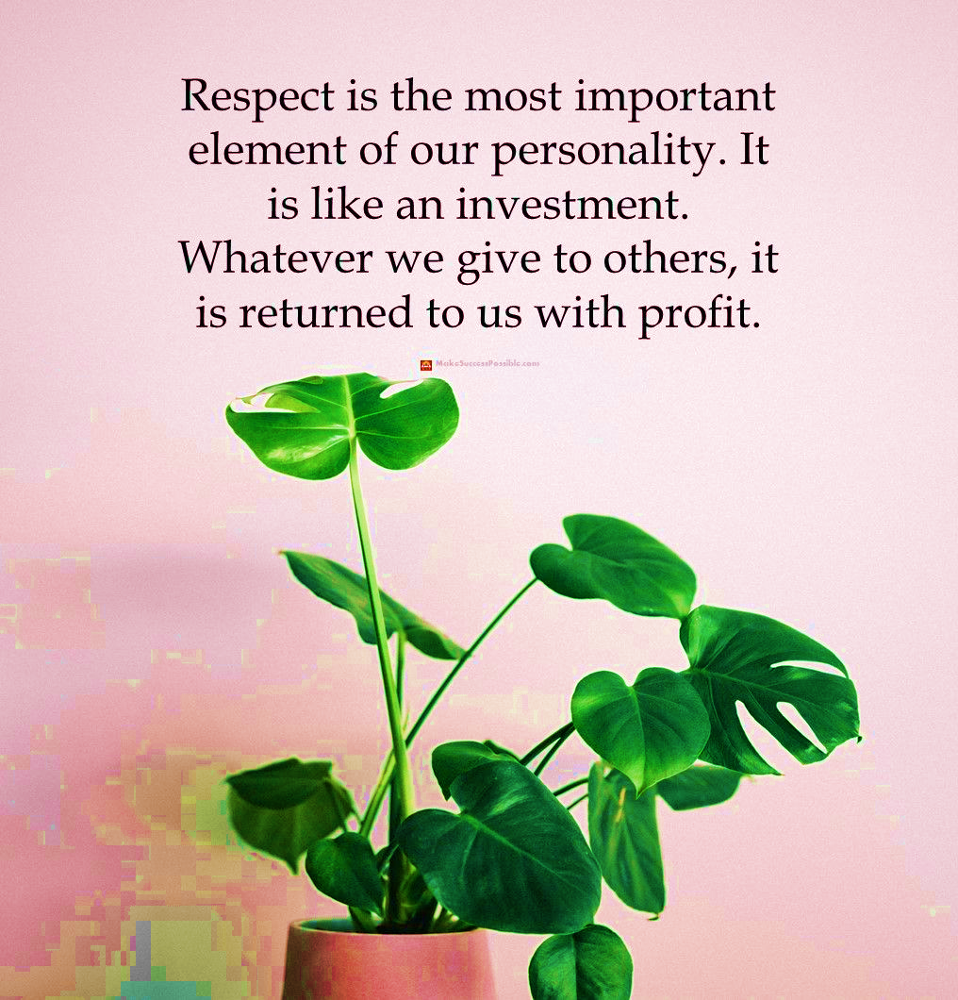 Respect is the most important
element of our personality. It
is like an investment.
Whatever we give to others, it
is returned to us with profit.
MakeSuccessPossible.com